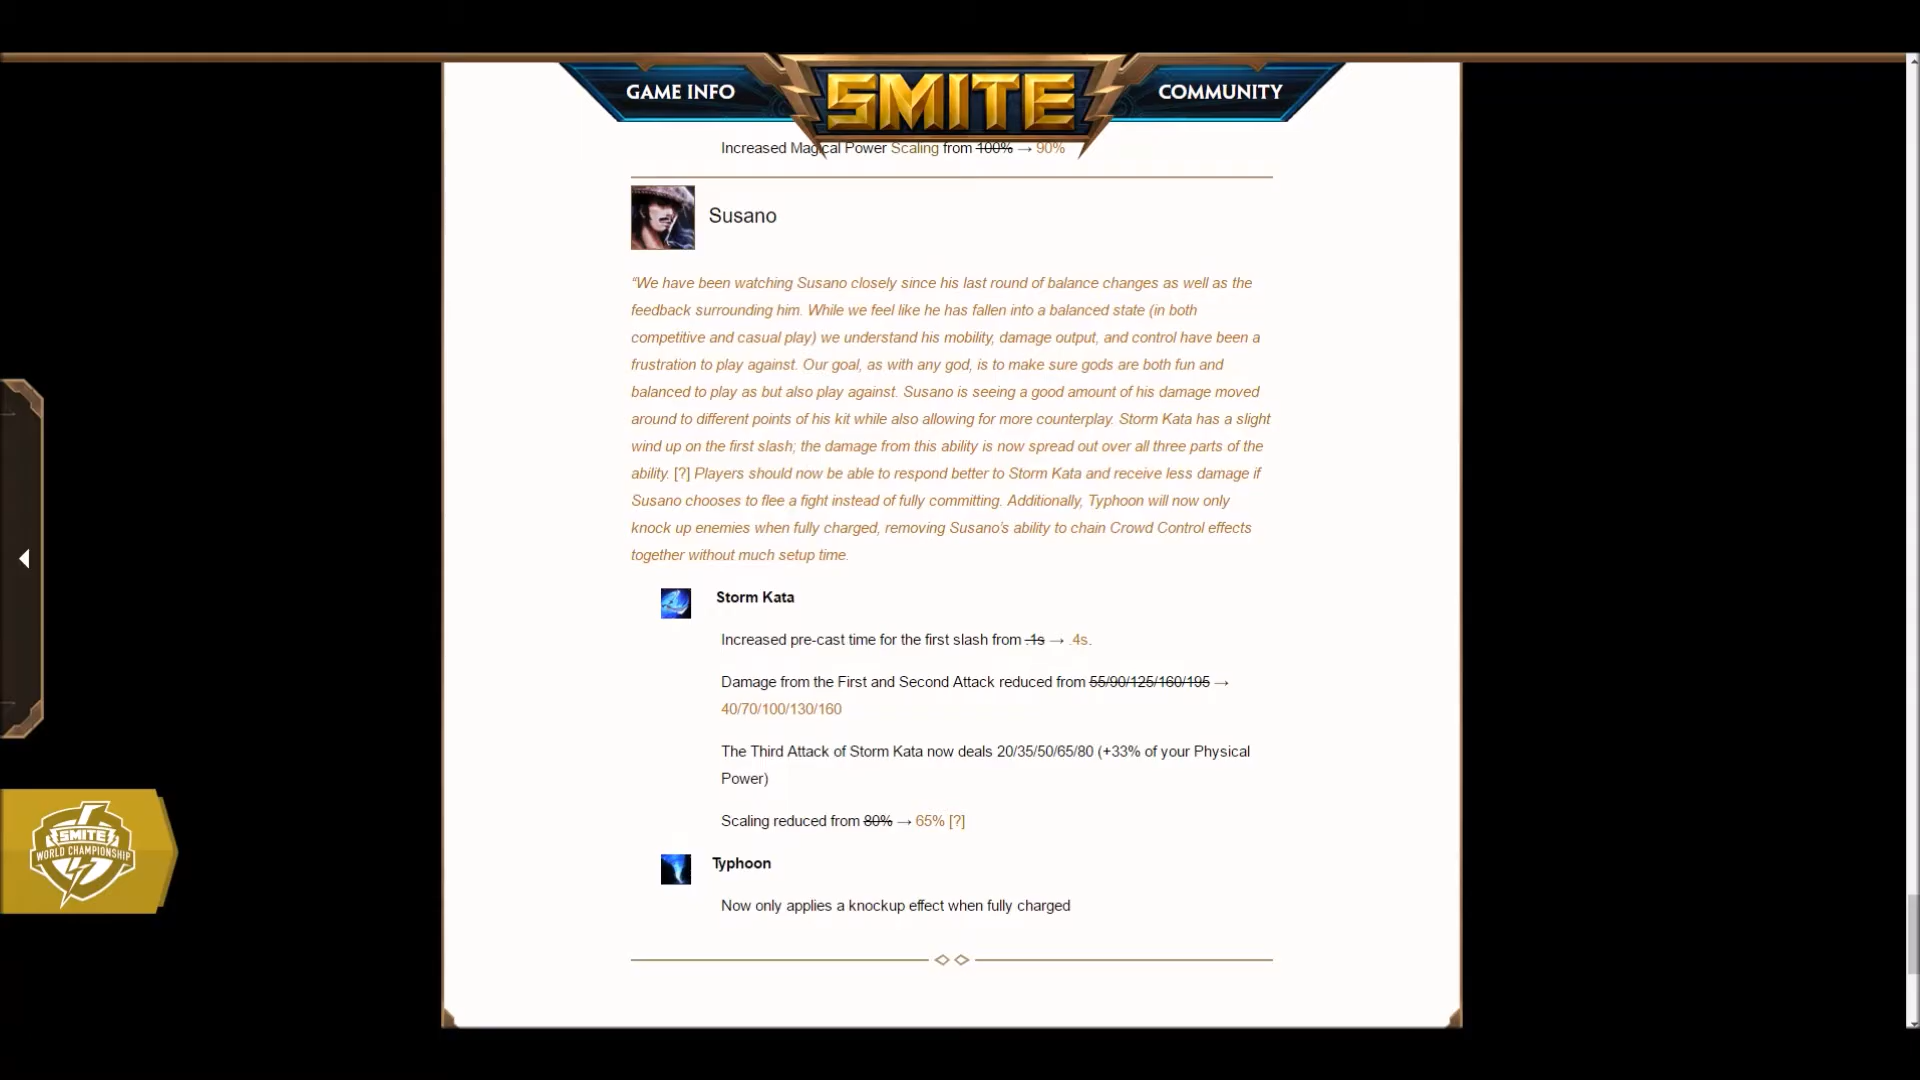 GAME INFO
SMITE
COMMUNITY
Increased Magical Power Scaling from 100% → 90%
Susano
“We have been watching Susano closely since his last round of balance changes as well as the
feedback surrounding him. While we feel like he has fallen into a balanced state (in both
competitive and casual play) we understand his mobility, damage output, and control have been a
frustration to play against. Our goal, as with any god, is to make sure gods are both fun and
balanced to play as but also play against. Susano is seeing a good amount of his damage moved
around to different points of his kit while also allowing for more counterplay. Storm Kata has a slight
wind up on the first slash; the damage from this ability is now spread out over all three parts of the
ability. [?] Players should now be able to respond better to Storm Kata and receive less damage if
Susano chooses to flee a fight instead of fully committing. Additionally, Typhoon will now only
knock up enemies when fully charged, removing Susano’s ability to chain Crowd Control effects
together without much setup time.
Storm Kata
Increased pre-cast time for the first slash from .1s → .4s.
Damage from the First and Second Attack reduced from 55/90/125/160/195 →
40/70/100/130/160
The Third Attack of Storm Kata now deals 20/35/50/65/80 (+33% of your Physical
Power)
Scaling reduced from 80% → 65% [?]
Typhoon
Now only applies a knockup effect when fully charged
SMITE
WORLD CHAMPIONSHIP